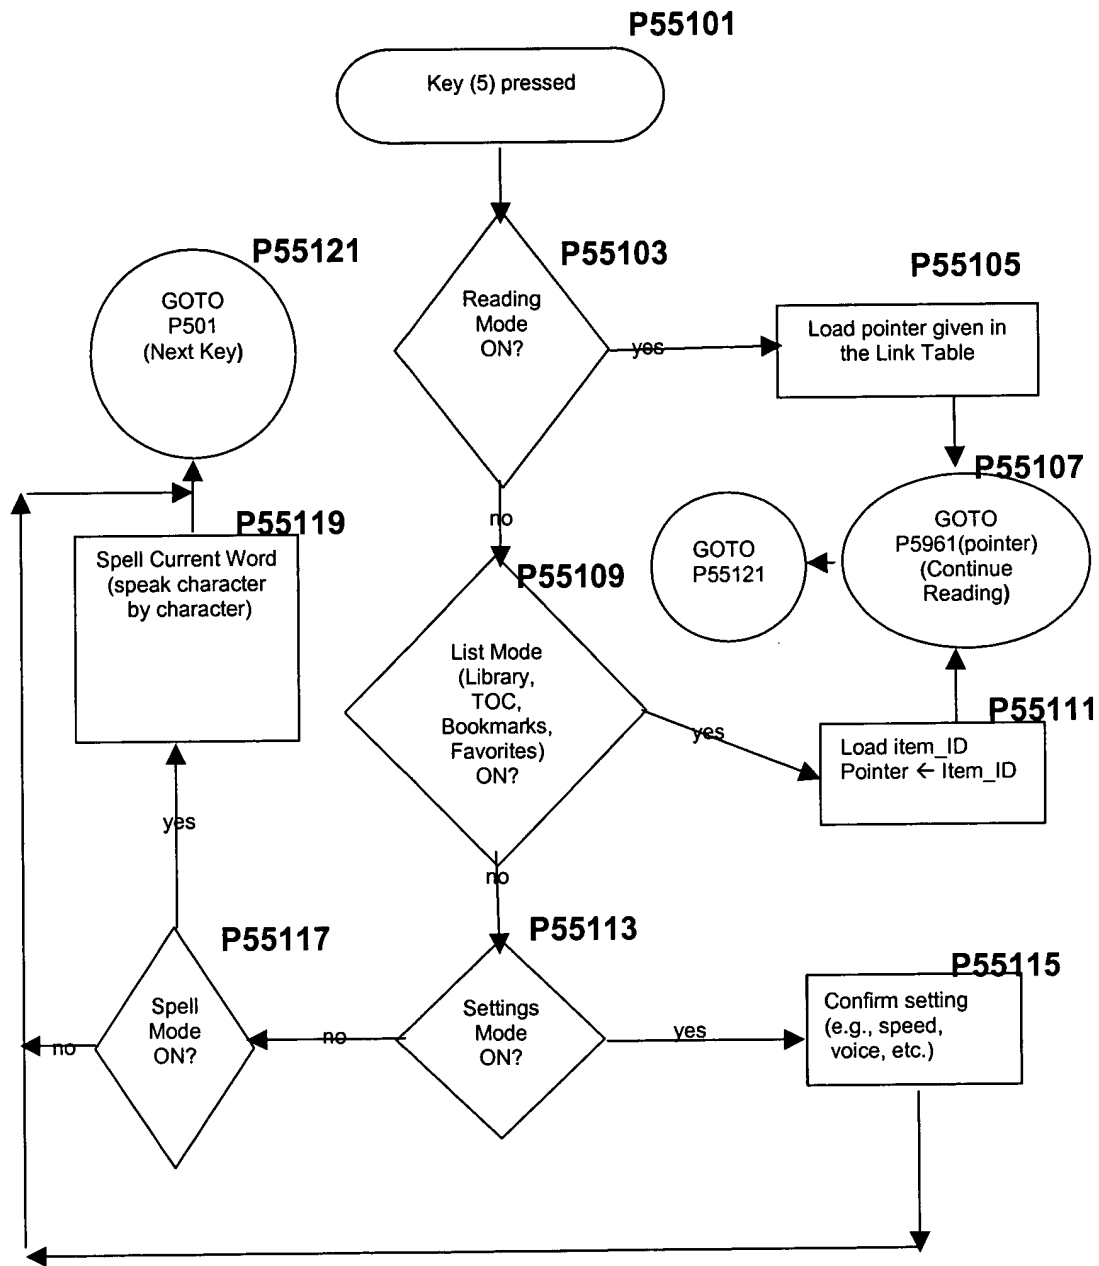 P55101
Key (5) pressed
P55121
GOTO
P501
(Next Key)
P55103
Reading
Mode
ON?
yes
P55105
Load pointer given in
the Link Table
P55107
GOTO
P5961(pointer)
(Continue
Reading)
GOTO
P55121
no
P55119
Spell Current Word
(speak character
by character)
P55109
List Mode
(Library,
TOC,
Bookmarks,
Favorites)
ON?
yes
P55111
Load item_ID
Pointer ← Item_ID
yes
no
P55117
Spell
Mode
ON?
no
no
P55113
Settings
Mode
ON?
yes
P55115
Confirm setting
(e.g., speed,
voice, etc.)